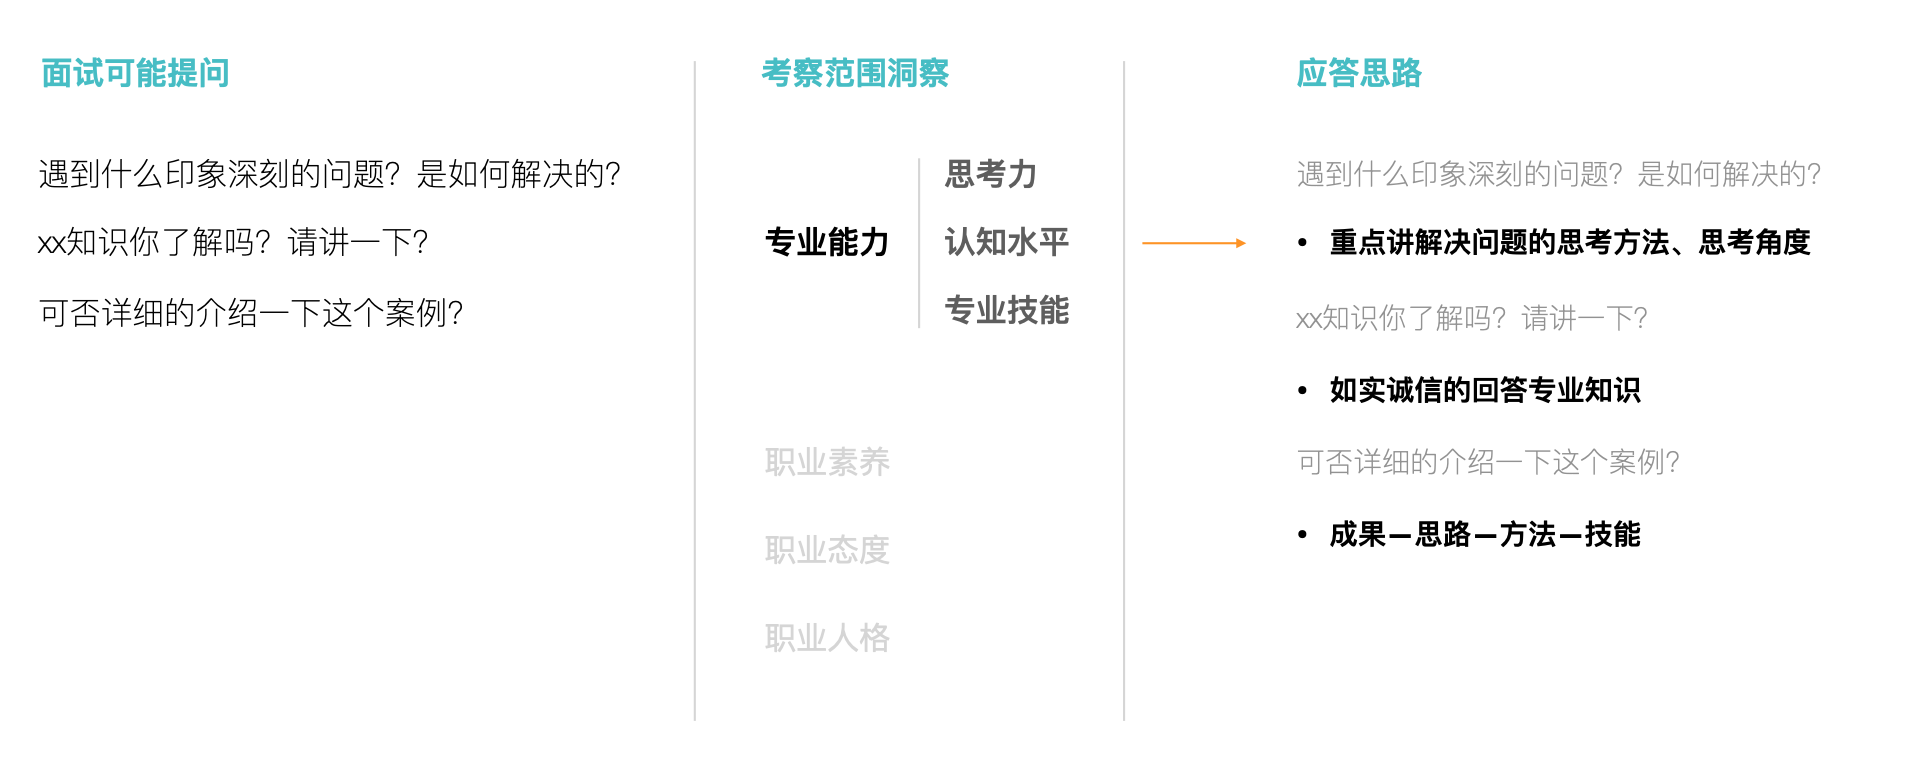 面试可能提问
遇到什么印象深刻的问题？是如何解决的？
xx知识你了解吗？请讲一下？
可否详细的介绍一下这个案例？
考察范围洞察
专业能力
思考力
认知水平
专业技能
职业素养
职业态度
职业人格
应答思路
遇到什么印象深刻的问题？是如何解决的？
• 重点讲解决问题的思考方法、思考角度
xx知识你了解吗？请讲一下？
• 如实诚信的回答专业知识
可否详细的介绍一下这个案例？
• 成果—思路—方法—技能